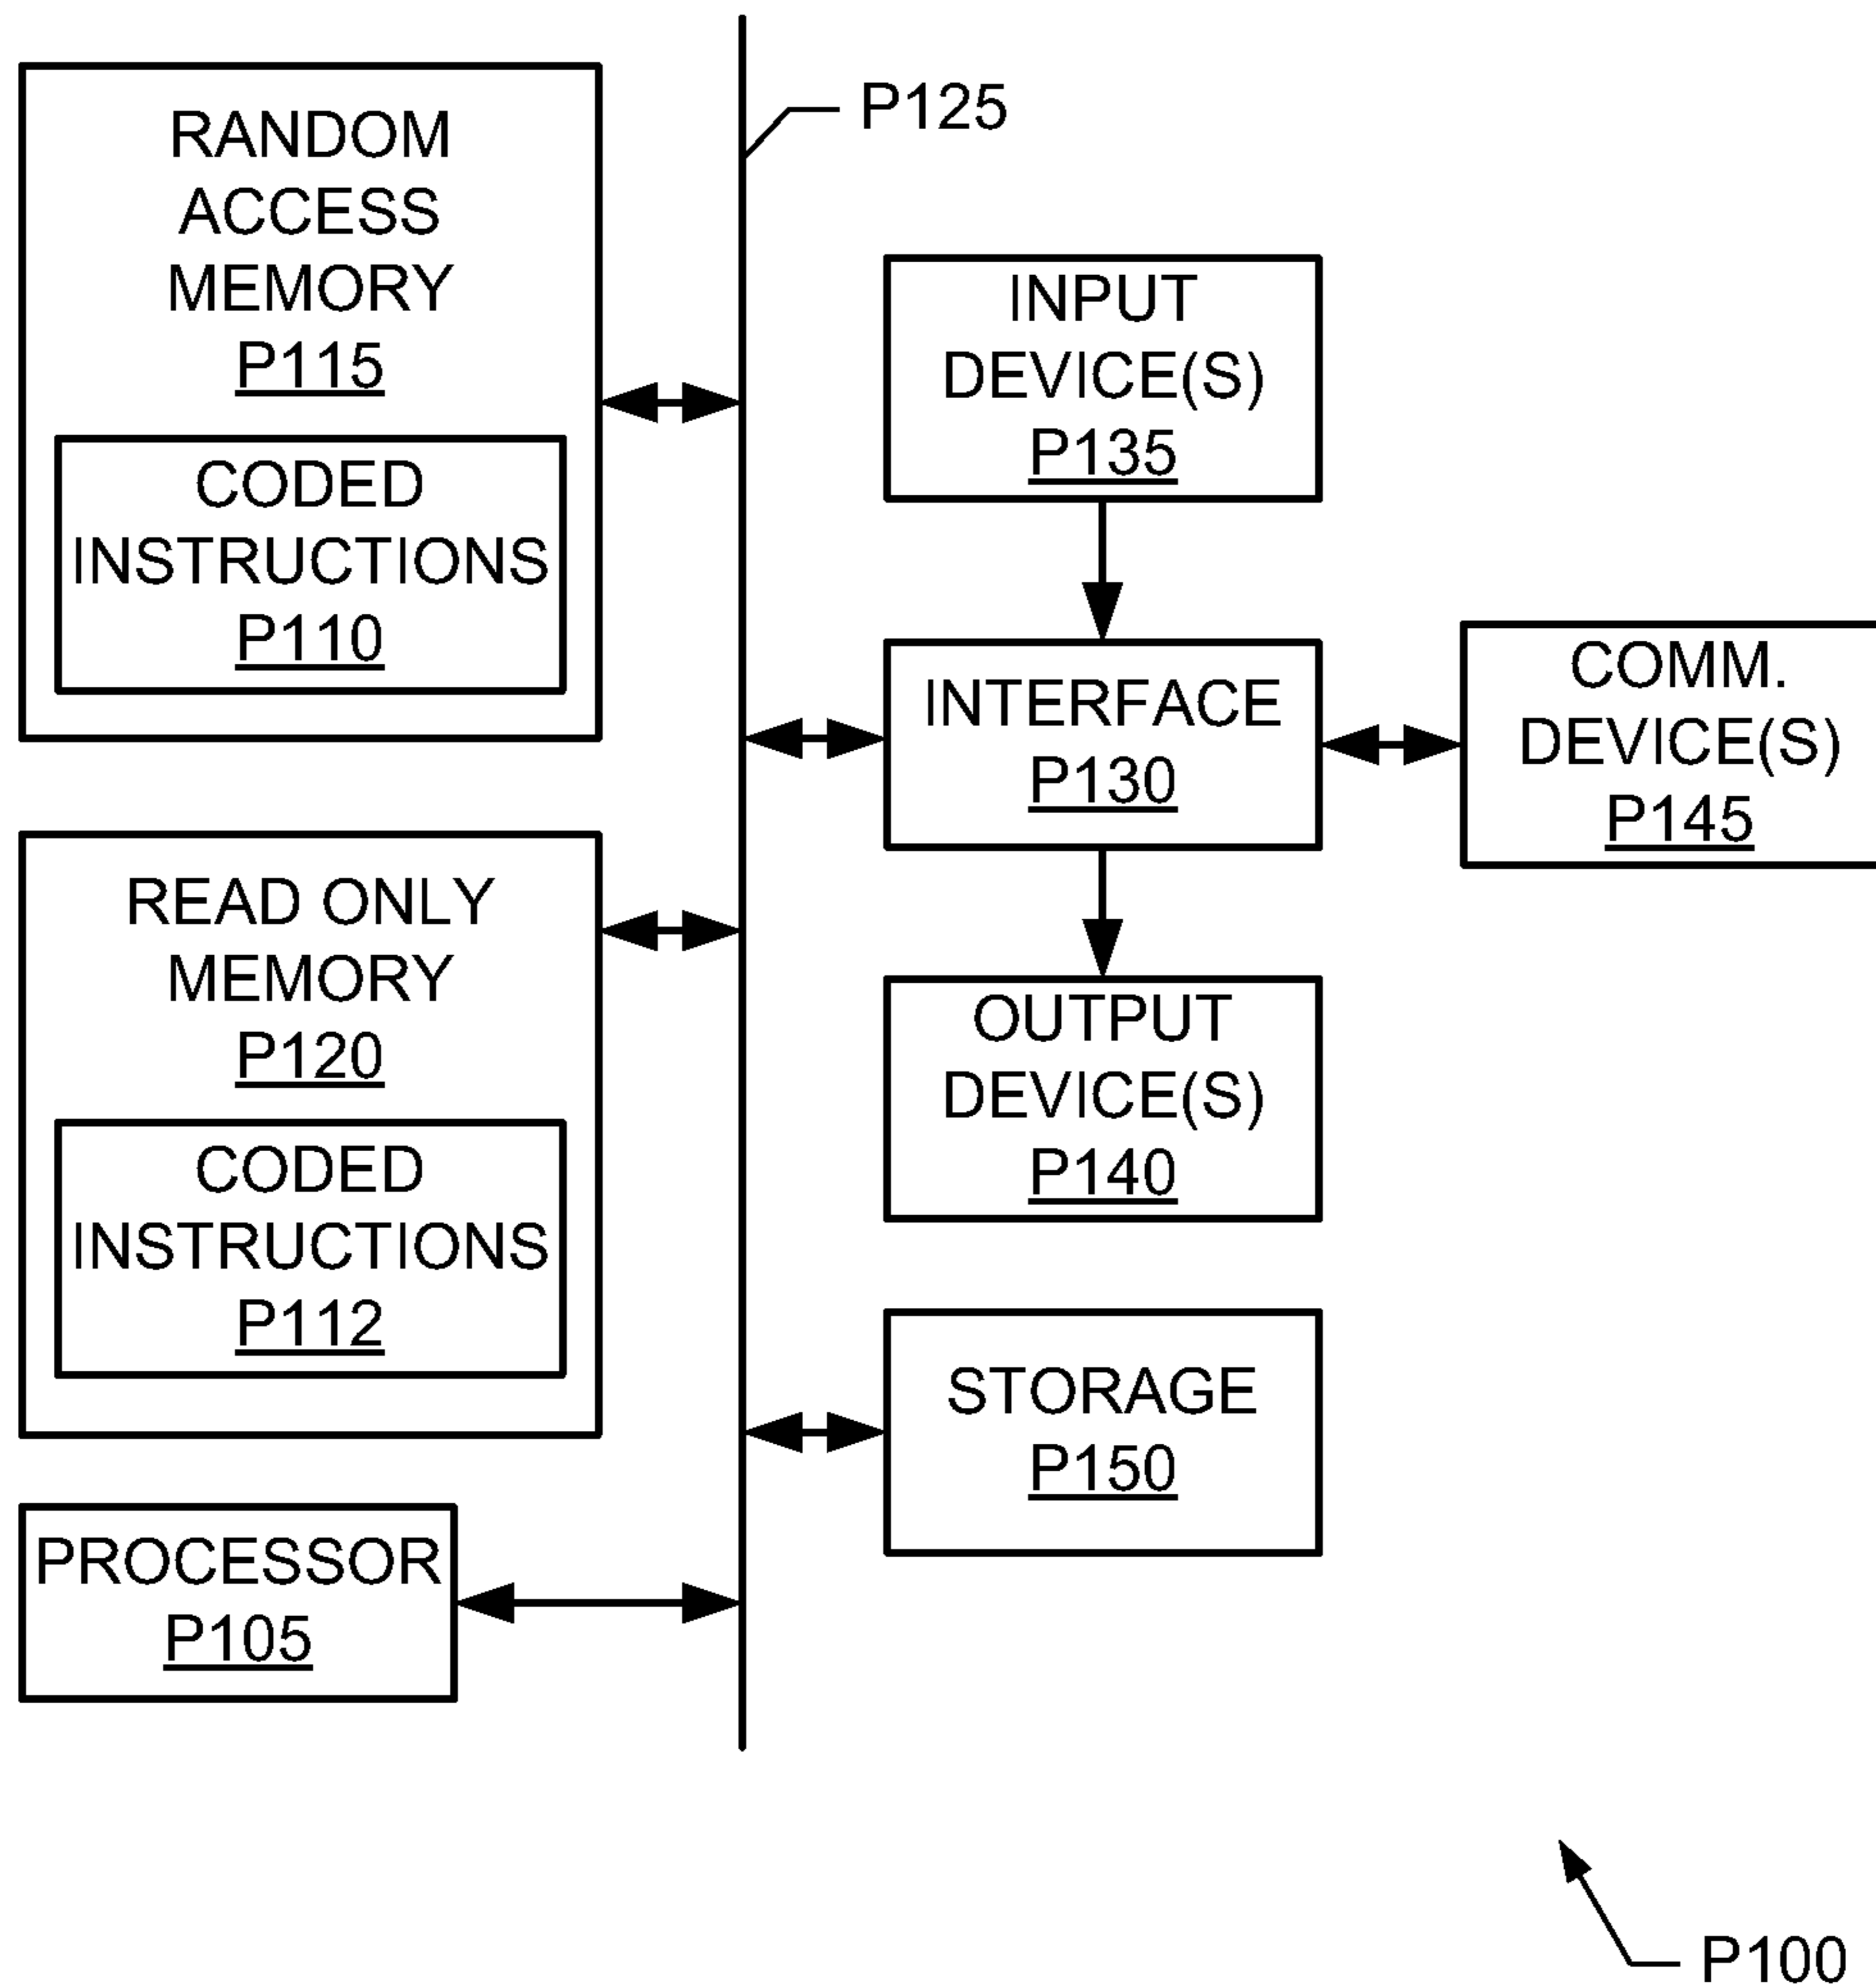 RANDOM
ACCESS
MEMORY
P115
CODED
INSTRUCTIONS
P110
READ ONLY
MEMORY
P120
CODED
INSTRUCTIONS
P112
PROCESSOR
P105
P125
INPUT
DEVICE(S)
P135
INTERFACE
P130
OUTPUT
DEVICE(S)
P140
STORAGE
P150
COMM.
DEVICE(S)
P145
P100